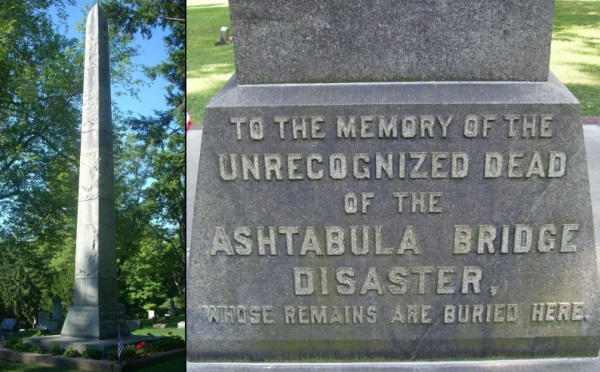 TO THE MEMORY OF THE
UNRECOGNIZED DEAD
OF THE
ASHTABULA BRIDGE
DISASTER,
WHOSE REMAINS ARE BURIED HERE.